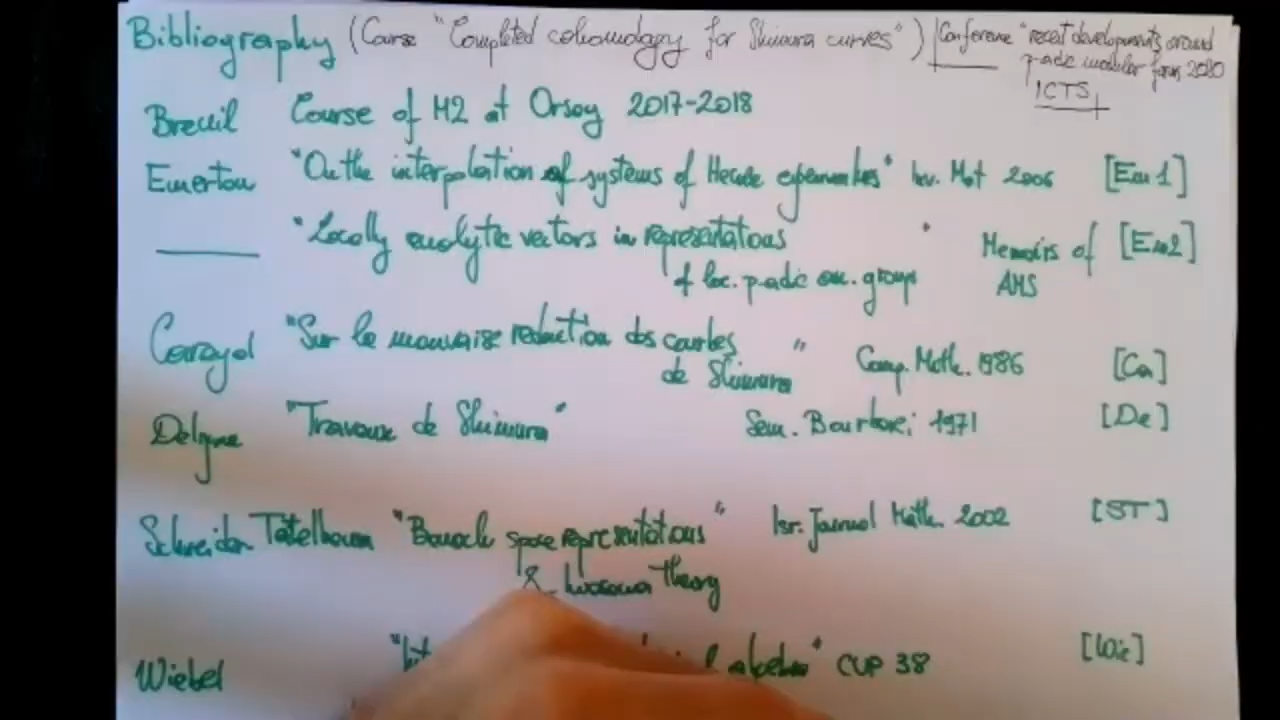 Bibliography (Course "Completed cohomology for Shimura curves") Conference "recent developments around p-adic modular forms 2020
ICTS
Breuil Course of M2 at Orsay 2017-2018
Emerton "On the interpolation of systems of Hecke eigenvalues" Inv. Mat 2006 [Em1]
"Locally analytic vectors in representations of loc. p-adic an. groups" Memoirs of AMS [Em2]
Carayol "Sur la mauvaise réduction des courbes de Shimura" Comp. Math. 1986 [Ca]
Deligne "Travaux de Shimura" Sem. Bourbaki 1971 [De]
Schneider Teitelbaum "Banach space representations" Isr. Journal Math. 2002 [ST]
& Iwasawa Theory
Wiebel algebra" CUP 38 [Wie]